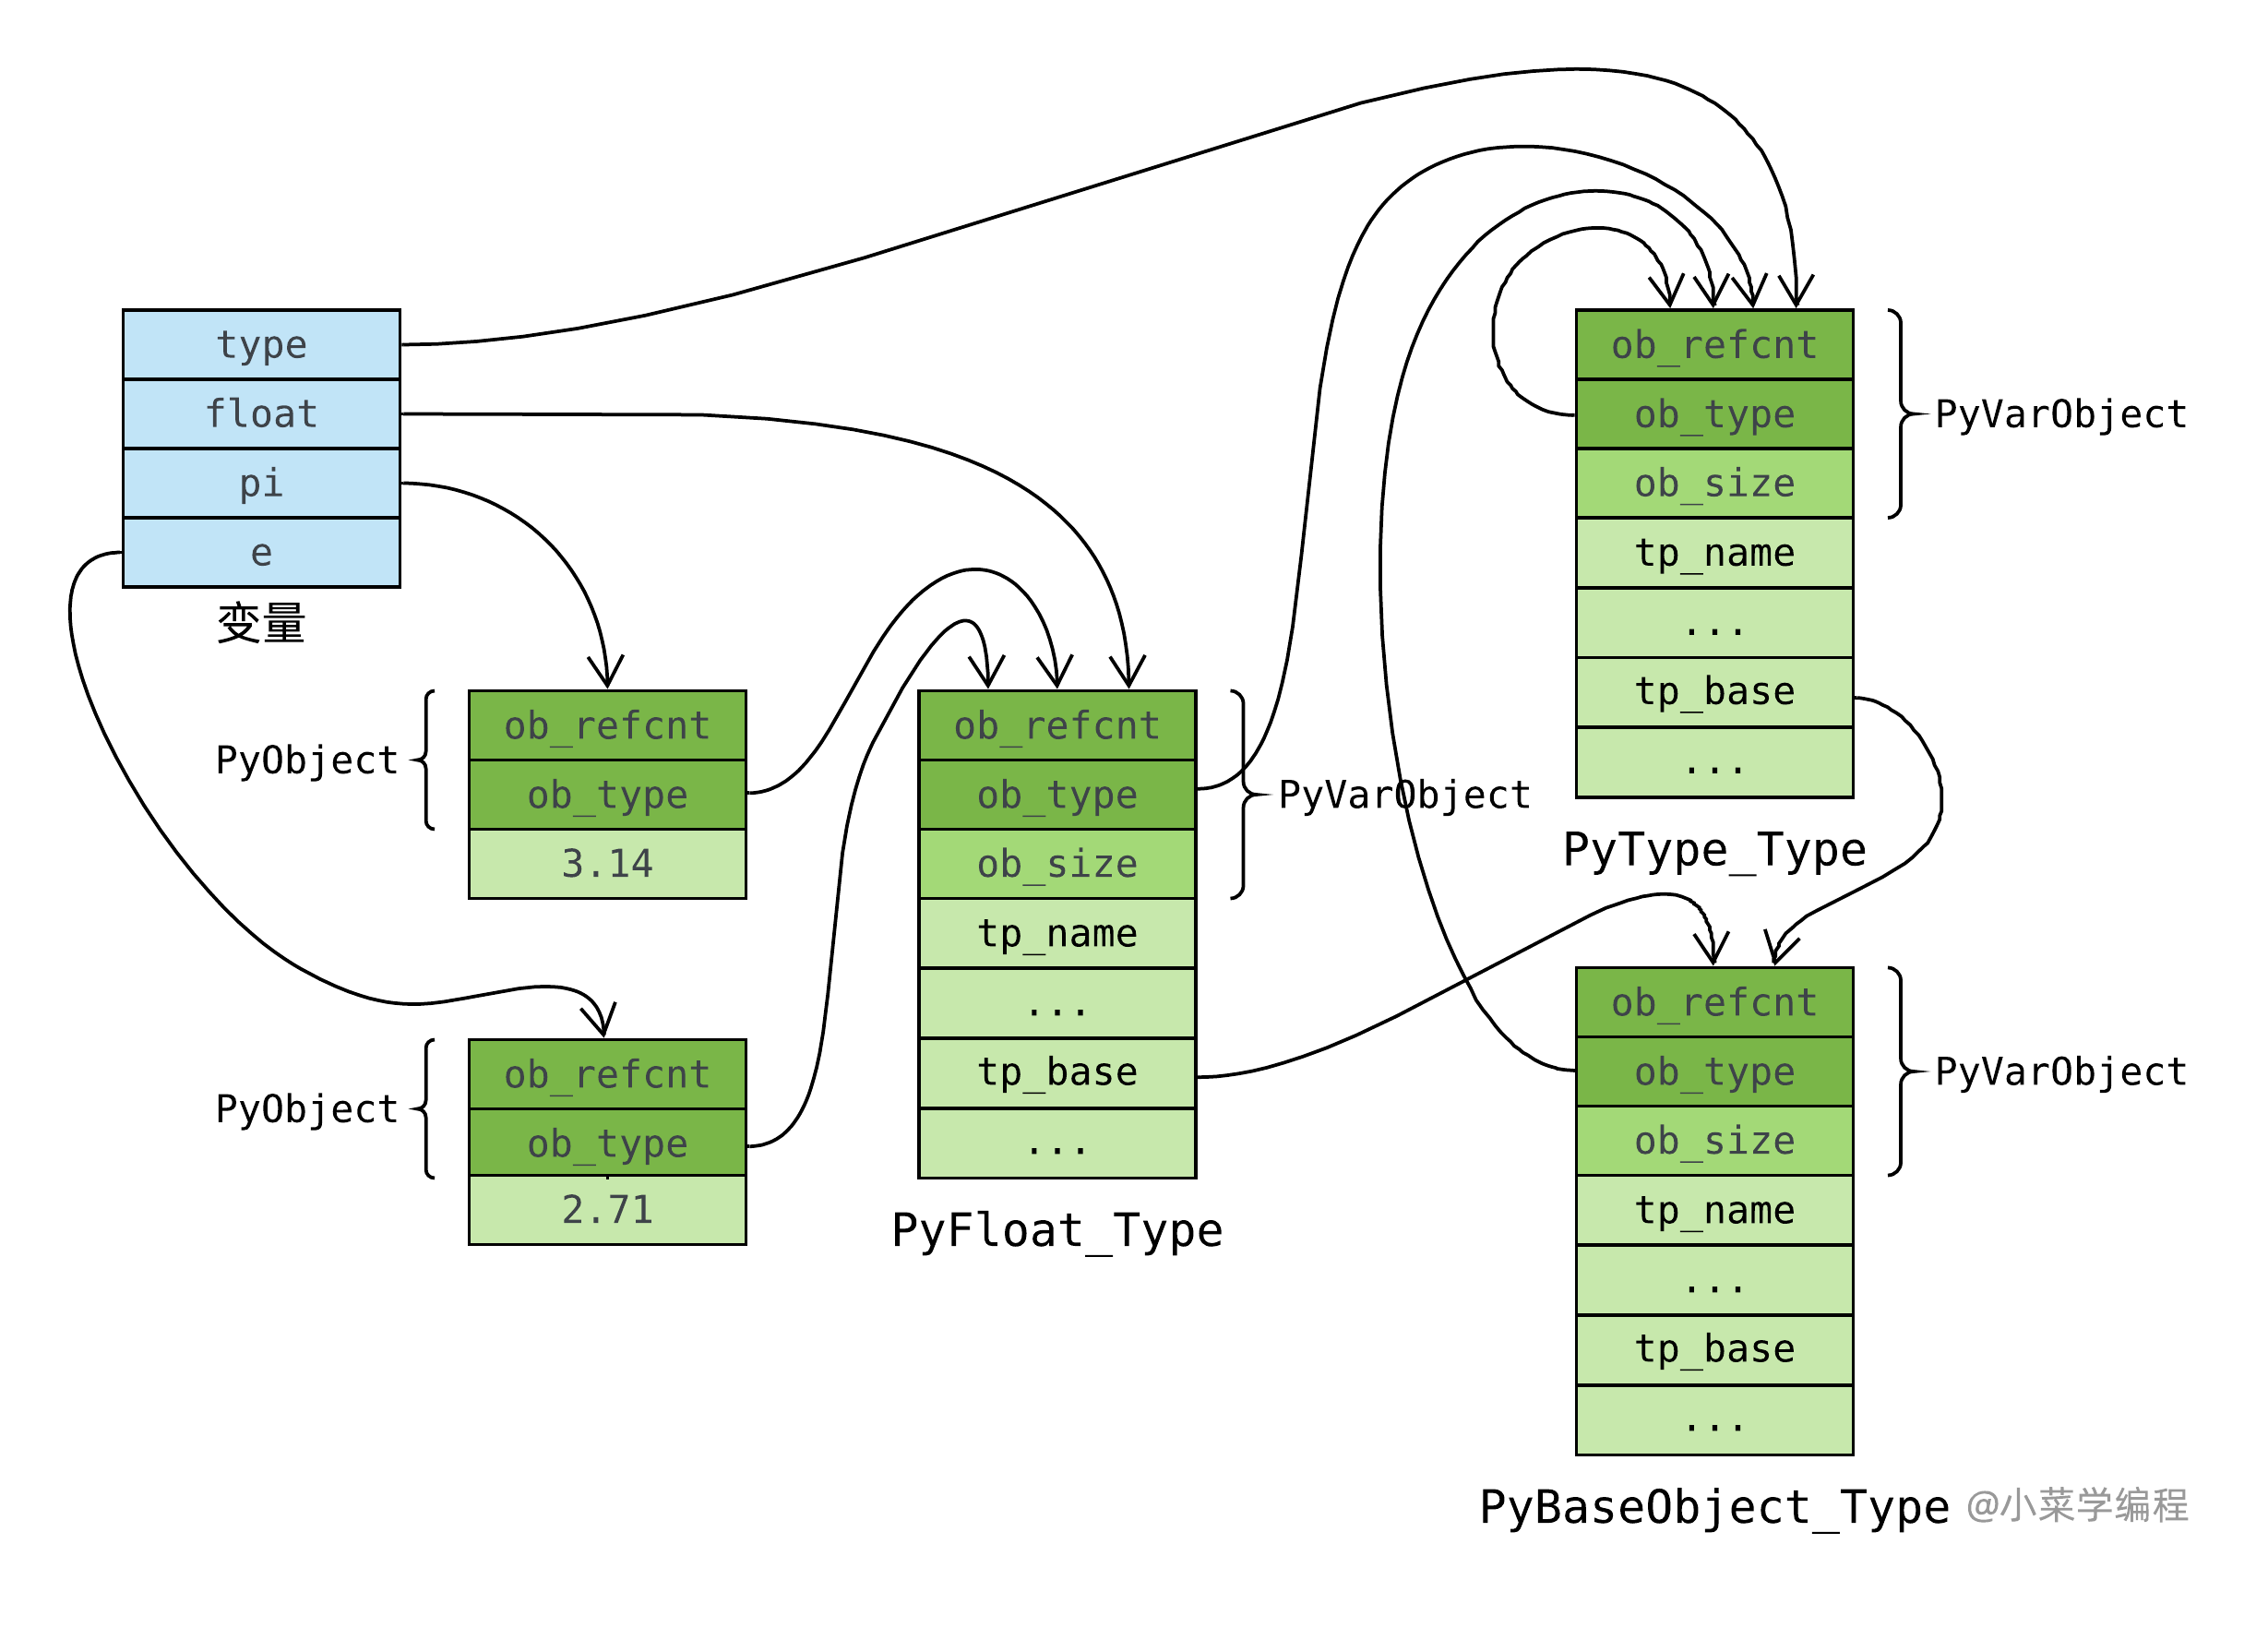 type
float
pi
e
变量
PyObject
ob_refcnt
ob_type
3.14
PyObject
ob_refcnt
ob_type
2.71
ob_refcnt
ob_type
ob_size
tp_name
...
tp_base
...
PyVarObject
PyFloat_Type
ob_refcnt
ob_type
ob_size
tp_name
...
tp_base
...
PyVarObject
PyType_Type
ob_refcnt
ob_type
ob_size
tp_name
...
tp_base
...
PyVarObject
PyBaseObject_Type
@小菜学编程